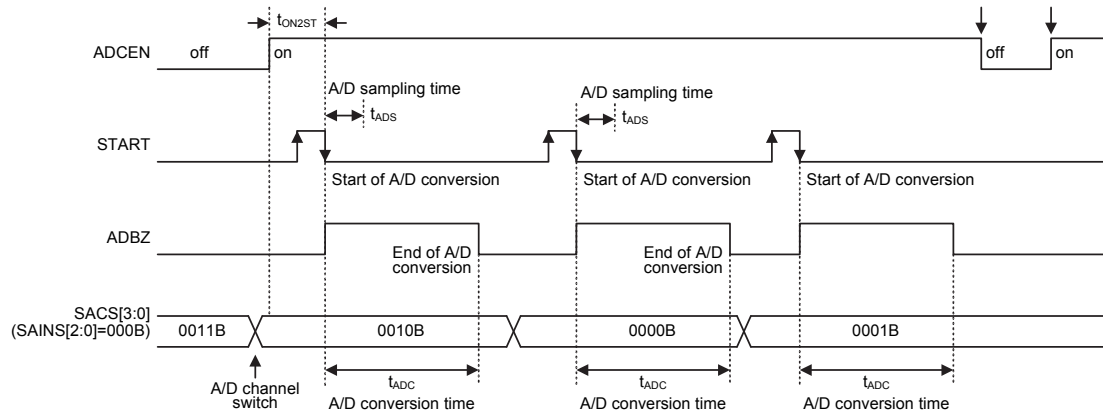 tON2ST
ADCEN
off
on
off
on
A/D sampling time
tADS
A/D sampling time
tADS
START
Start of A/D conversion
Start of A/D conversion
Start of A/D conversion
ADBZ
End of A/D
conversion
End of A/D
conversion
SACS[3:0]
(SAINS[2:0]=000B)
0011B
0010B
0000B
0001B
A/D channel
switch
tADC
A/D conversion time
tADC
A/D conversion time
tADC
A/D conversion time